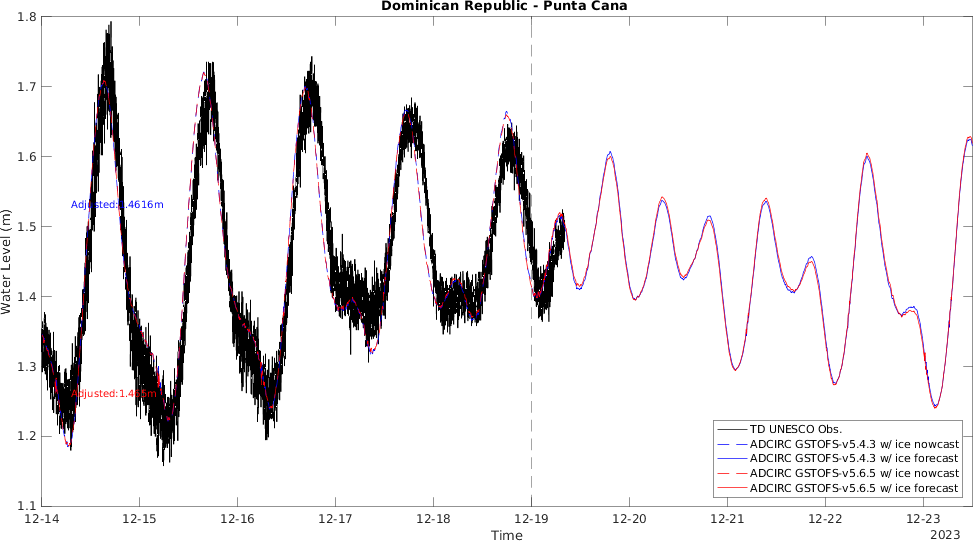 Dominican Republic - Punta Cana
1.8
1.7
1.6
1.5
1.4
1.3
1.2
1.1
Water Level (m)
Adjusted:1.4616m
TD UNESCO Obs.
ADCIRC GSTOFS-v5.4.3 w/ ice nowcast
ADCIRC GSTOFS-v5.4.3 w/ ice forecast
ADCIRC GSTOFS-v5.6.5 w/ ice nowcast
ADCIRC GSTOFS-v5.6.5 w/ ice forecast
12-14 12-15 12-16 12-17 12-18 12-19 12-20 12-21 12-22 12-23
Time
2023